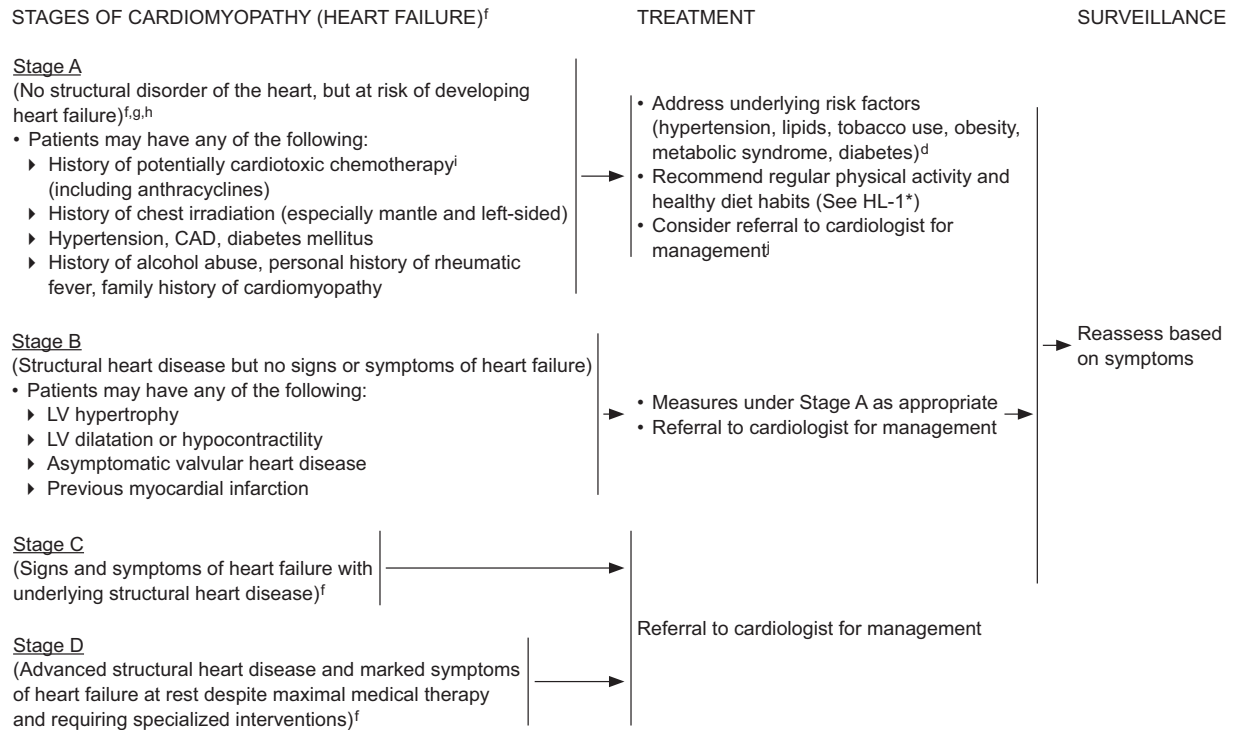 STAGES OF CARDIOMYOPATHY (HEART FAILURE)f
TREATMENT
SURVEILLANCE
Stage A
(No structural disorder of the heart, but at risk of developing
heart failure)f,g,h
• Patients may have any of the following:
▸ History of potentially cardiotoxic chemotherapyi
(including anthracyclines)
▸ History of chest irradiation (especially mantle and left-sided)
▸ Hypertension, CAD, diabetes mellitus
▸ History of alcohol abuse, personal history of rheumatic
fever, family history of cardiomyopathy
• Address underlying risk factors
(hypertension, lipids, tobacco use, obesity,
metabolic syndrome, diabetes)d
• Recommend regular physical activity and
healthy diet habits (See HL-1*)
• Consider referral to cardiologist for
managementj
Stage B
(Structural heart disease but no signs or symptoms of heart failure)
• Patients may have any of the following:
▸ LV hypertrophy
▸ LV dilatation or hypocontractility
▸ Asymptomatic valvular heart disease
▸ Previous myocardial infarction
• Measures under Stage A as appropriate
• Referral to cardiologist for management
Reassess based
on symptoms
Stage C
(Signs and symptoms of heart failure with
underlying structural heart disease)f
Stage D
(Advanced structural heart disease and marked symptoms
of heart failure at rest despite maximal medical therapy
and requiring specialized interventions)f
Referral to cardiologist for management